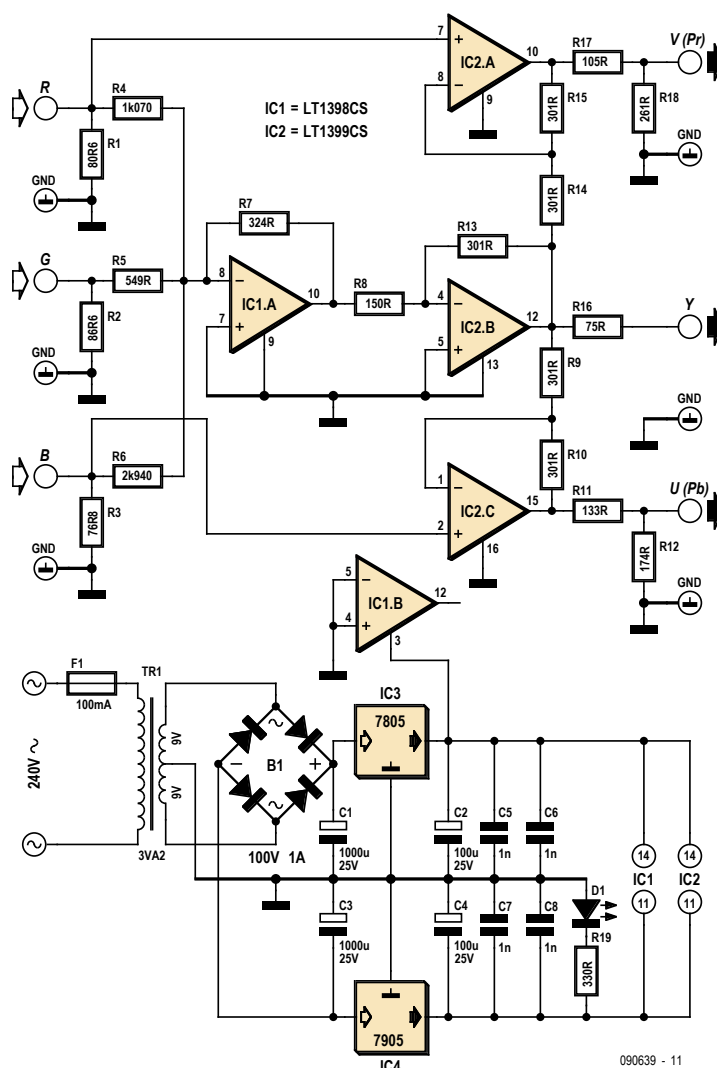 7
+
10
R17
V (Pr)
105R
IC2.A
R
R4
8
−
9
R15
301R
R18
261R
1k070
IC1 = LT1398CS
IC2 = LT1399CS
R1
80R6
GND
GND
R14
301R
R7
324R
R13
301R
G
R5
549R
8
−
IC1.A
10
R8
150R
4
−
IC2.B
12
R16
75R
Y
R2
86R6
7
+
9
5
+
13
GND
R9
301R
GND
B
R6
2k940
R10
301R
1
−
IC2.C
15
R11
133R
U (Pb)
R3
76R8
2
+
16
R12
174R
GND
GND
5
−
IC1.B
12
4
+
3
F1
100mA
TR1
IC3
7805
240V ~
9V
9V
−
B1
+
~
~
3VA2
100V 1A
C1
1000u
25V
C2
100u
25V
C5
1n
C6
1n
14
14
IC1
IC2
11
11
C3
1000u
25V
C4
100u
25V
C7
1n
C8
1n
D1
R19
330R
7905
IC4
090639 - 11